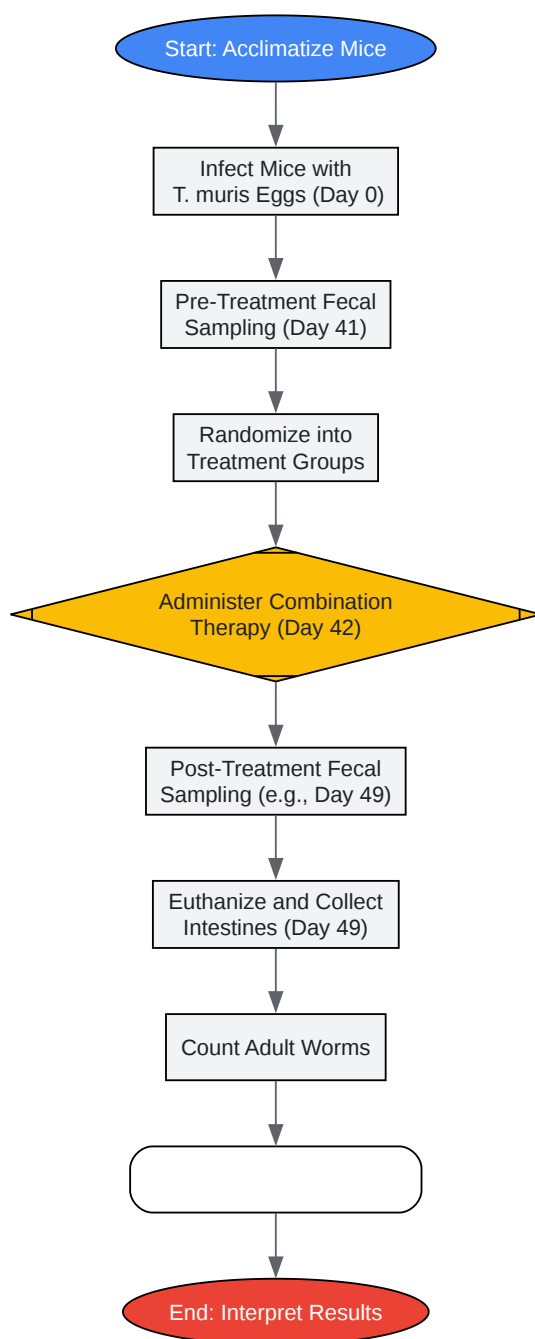 Start: Acclimatize Mice
Infect Mice with
T. muris Eggs (Day 0)
Pre-Treatment Fecal
Sampling (Day 41)
Randomize into
Treatment Groups
Administer Combination
Therapy (Day 42)
Post-Treatment Fecal
Sampling (e.g., Day 49)
Euthanize and Collect
Intestines (Day 49)
Count Adult Worms
End: Interpret Results